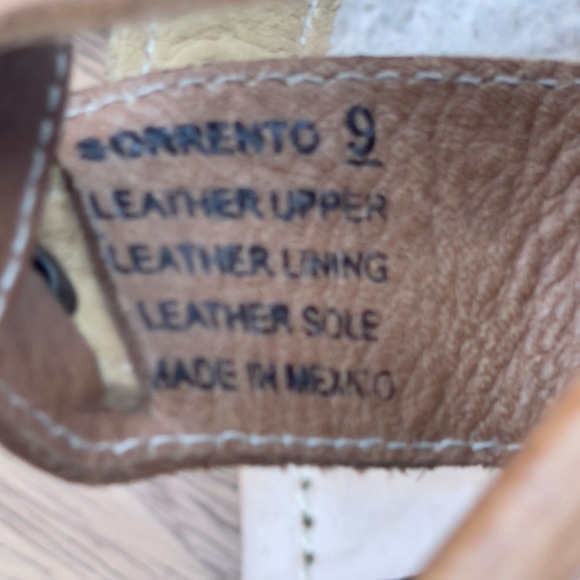 SORRENTO 9
LEATHER UPPER
LEATHER LINING
LEATHER SOLE
MADE IN MEXICO